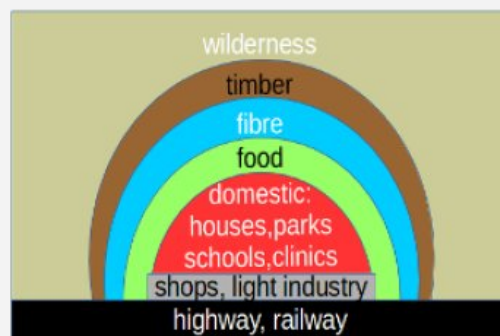 wilderness
timber
fibre
food
domestic:
houses,parks
schools,clinics
shops, light industry
highway, railway